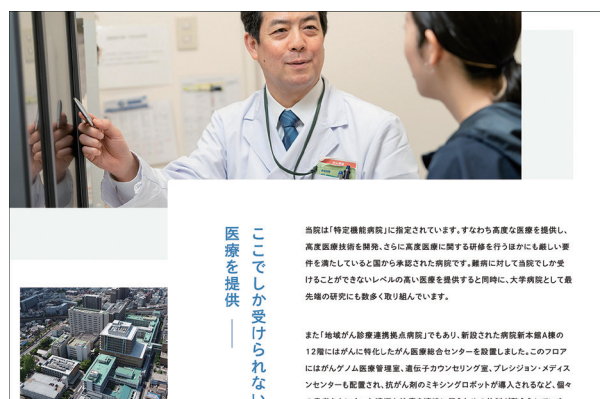 ここでしか受けられない
医療を提供
当院は「特定機能病院」に指定されています。すなわち高度な医療を提供し、
高度医療技術を開発、さらに高度医療に関する研修を行うほかにも厳しい要
件を満たしていると国から承認された病院です。難病に対して当院でしか受
けることができないレベルの高い医療を提供すると同時に、大学病院として最
先端の研究にも数多く取り組んでいます。
また「地域がん診療連携拠点病院」でもあり、新設された病院新本館A棟の
12階にはがんに特化したがん医療総合センターを設置しました。このフロア
にはがんゲノム医療管理室、遺伝子カウンセリング室、プレシジョン・メディス
ンセンターも配置され、抗がん剤のミキシングロボットが導入されるなど、個々